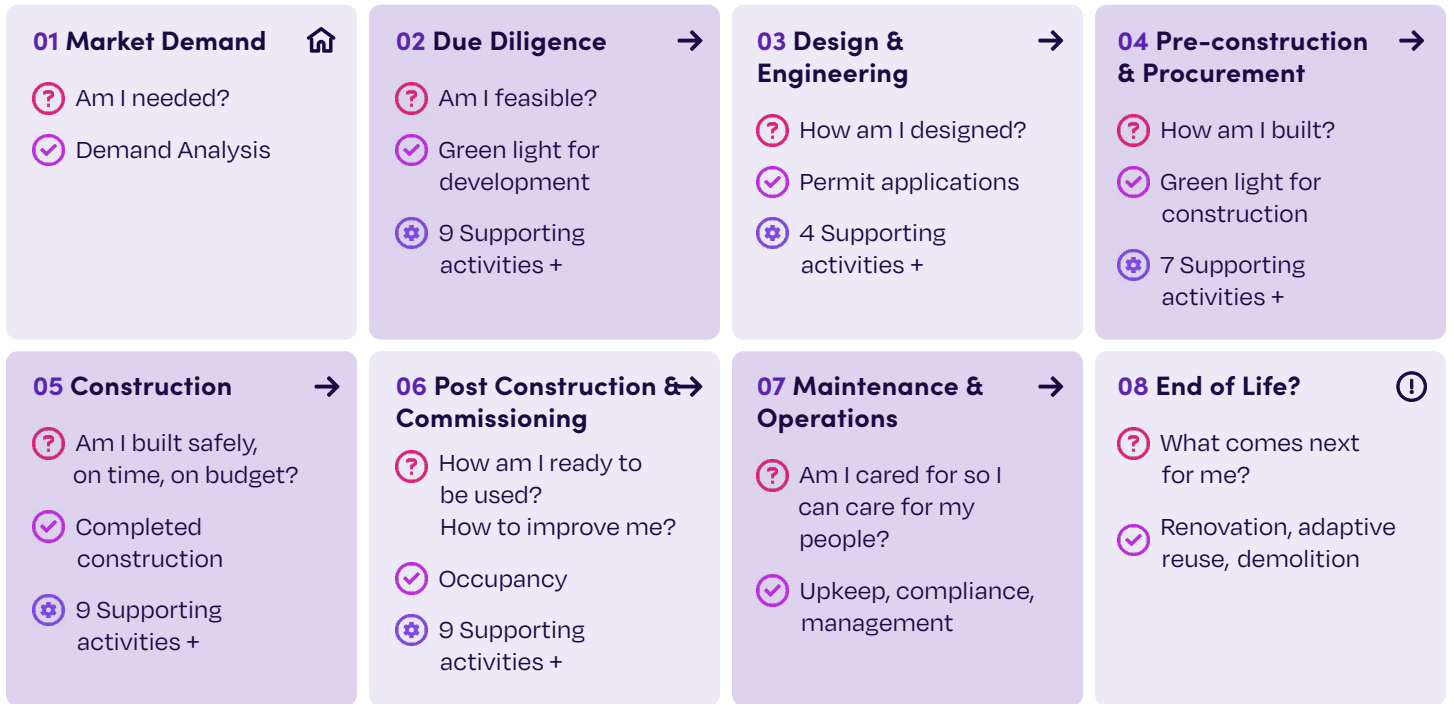 01 Market Demand
Am I needed?
Demand Analysis
02 Due Diligence
Am I feasible?
Green light for
development
9 Supporting
activities +
03 Design &
Engineering
How am I designed?
Permit applications
4 Supporting
activities +
04 Pre-construction
& Procurement
How am I built?
Green light for
construction
7 Supporting
activities +
05 Construction
Am I built safely,
on time, on budget?
Completed
construction
9 Supporting
activities +
06 Post Construction &
Commissioning
How am I ready to
be used?
How to improve me?
Occupancy
9 Supporting
activities +
07 Maintenance &
Operations
Am I cared for so I
can care for my
people?
Upkeep, compliance,
management
08 End of Life?
What comes next
for me?
Renovation, adaptive
reuse, demolition